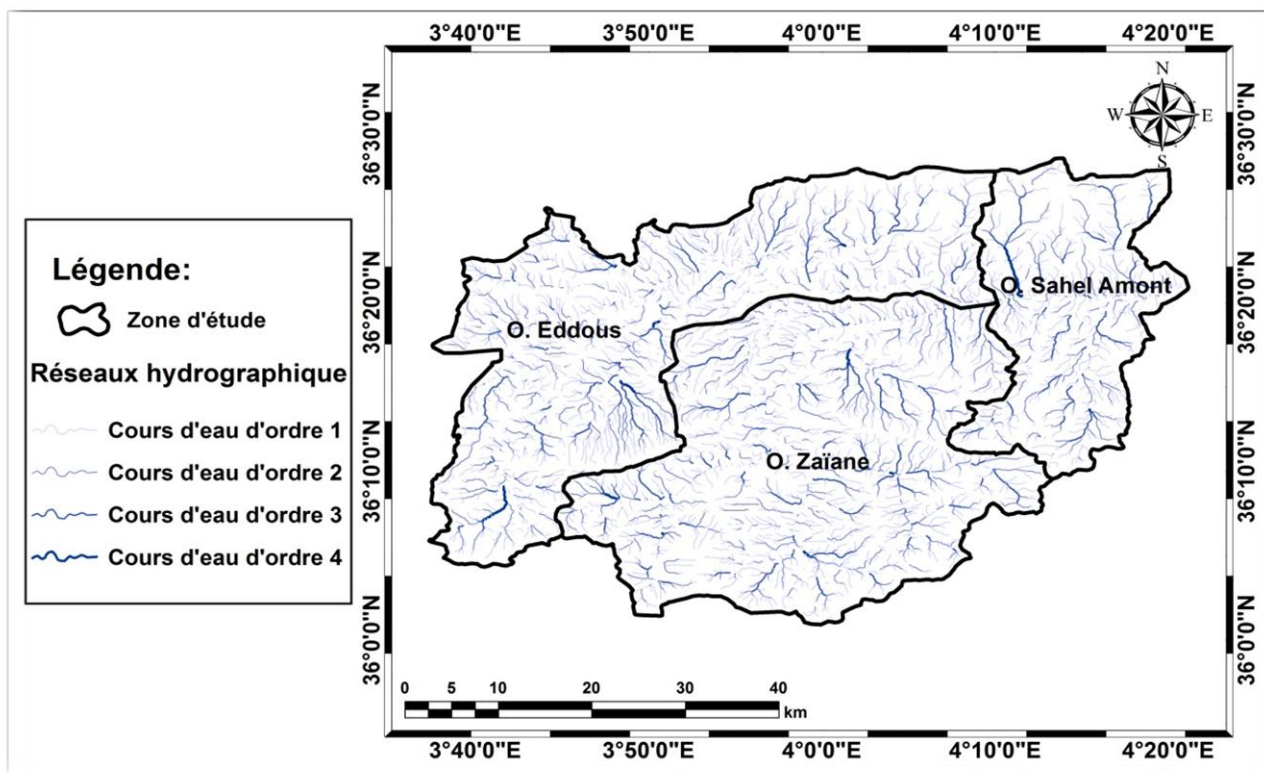 3°40'0"E 3°50'0"E 4°0'0"E 4°10'0"E 4°20'0"E
36°30'0"N
36°20'0"N
36°10'0"N
36°0'0"N
N
W E
S
36°30'0"N
36°20'0"N
36°10'0"N
36°0'0"N
Légende:
Zone d'étude
Réseaux hydrographique
Cours d'eau d'ordre 1
Cours d'eau d'ordre 2
Cours d'eau d'ordre 3
Cours d'eau d'ordre 4
O. Sahel Amont
O. Eddous
O. Zaïane
0 5 10 20 30 40
km
3°40'0"E 3°50'0"E 4°0'0"E 4°10'0"E 4°20'0"E